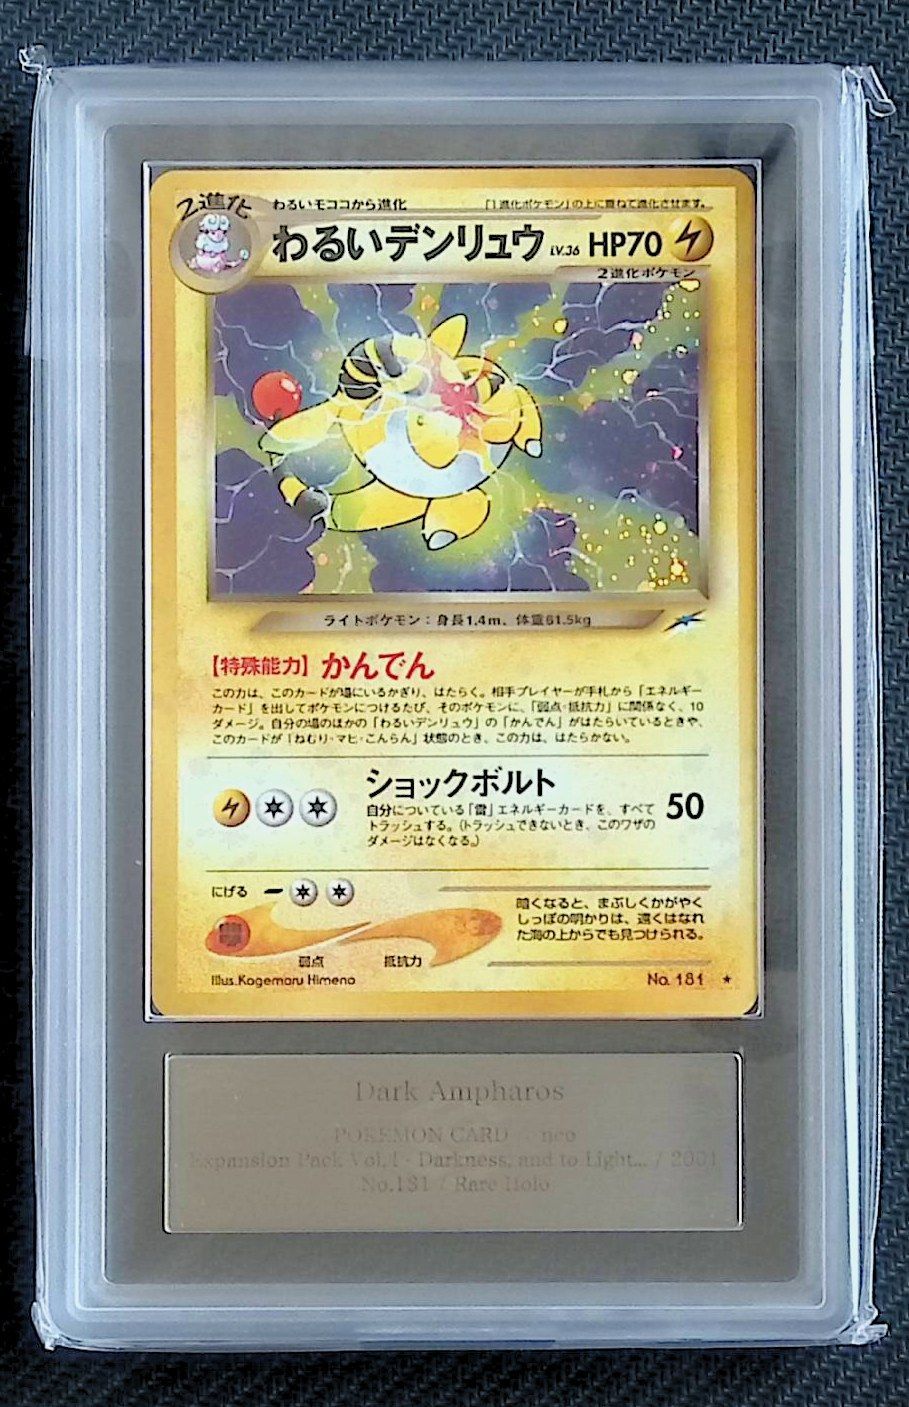 2進化
わるいモココから進化
「1進化ポケモン」の上に重ねて進化させます。
わるいデンリュウ LV.36 HP70
2進化ポケモン
ライトポケモン：身長1.4m、体重61.5kg
【特殊能力】かんでん
この力は、このカードが場にいるかぎり、はたらく。相手プレイヤーが手札から「エネルギー
カード」を出してポケモンにつけるたび、そのポケモンに、「弱点・抵抗力」に関係なく、10
ダメージ。自分の場のほかの「わるいデンリュウ」の「かんでん」がはたらいているときや、
このカードが「ねむり・マヒ・こんらん」状態のとき、この力は、はたらかない。
ショックボルト
自分についている「雷」エネルギーカードを、すべて
トラッシュする。（トラッシュできないとき、このワザの
ダメージはなくなる。）
50
にげる
弱点
抵抗力
暗くなると、まぶしくかがやく
しっぽの明かりは、遠くはなれ
た海の上からでも見つけられる。
Illus.Kagemaru Himeno
No. 181 ★
Dark Ampharos
POKEMON CARD neo
Expansion Pack Vol. - Darkness, and to Light... / 2001
No.181 / Rare Holo